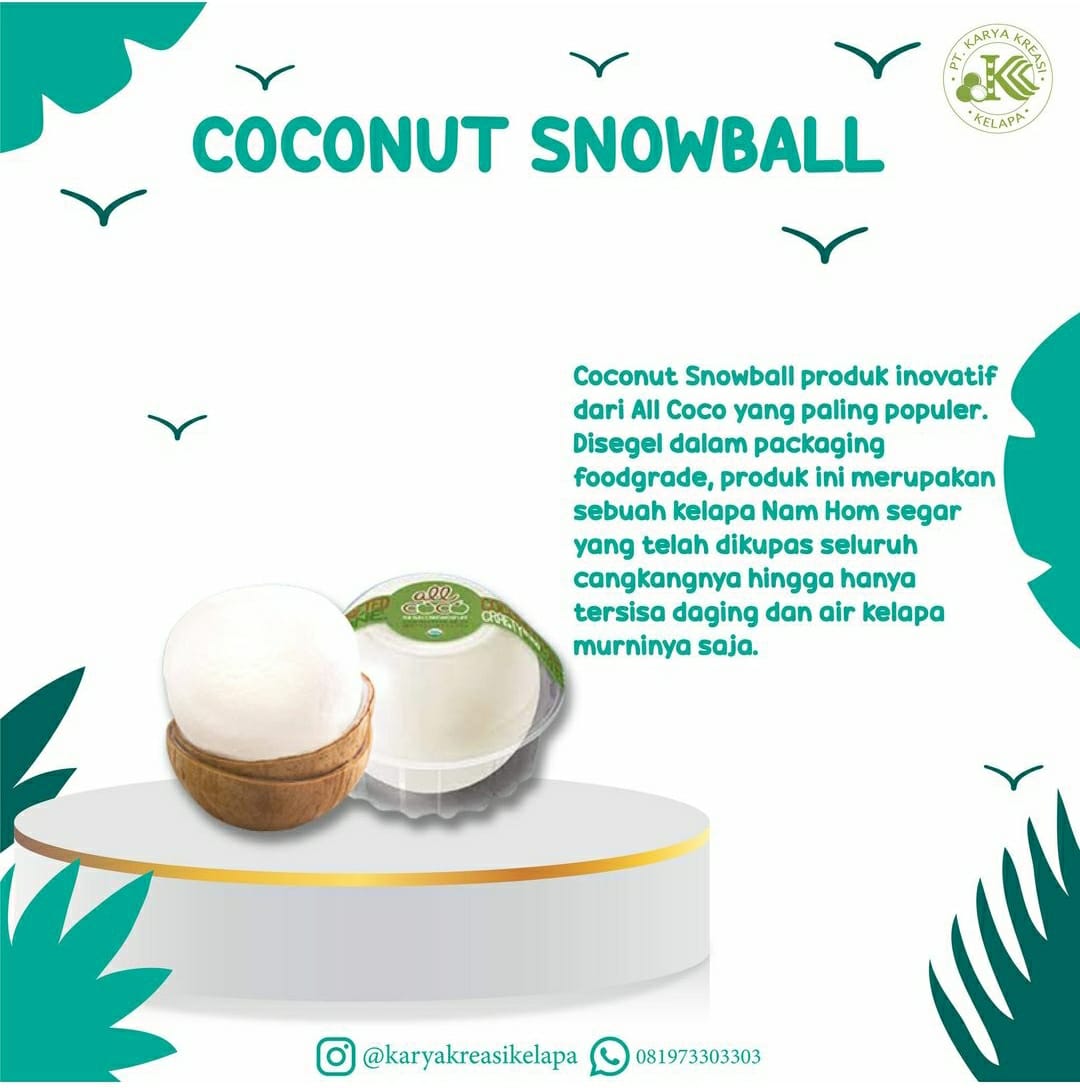 PT. KARYA KREASI
KELAPA
COCONUT SNOWBALL
Coconut Snowball produk inovatif
dari All Coco yang paling populer.
Disegel dalam packaging
foodgrade, produk ini merupakan
sebuah kelapa Nam Hom segar
yang telah dikupas seluruh
cangkangnya hingga hanya
tersisa daging dan air kelapa
murninya saja.
all
coco
@karyakreasikelapa 081973303303